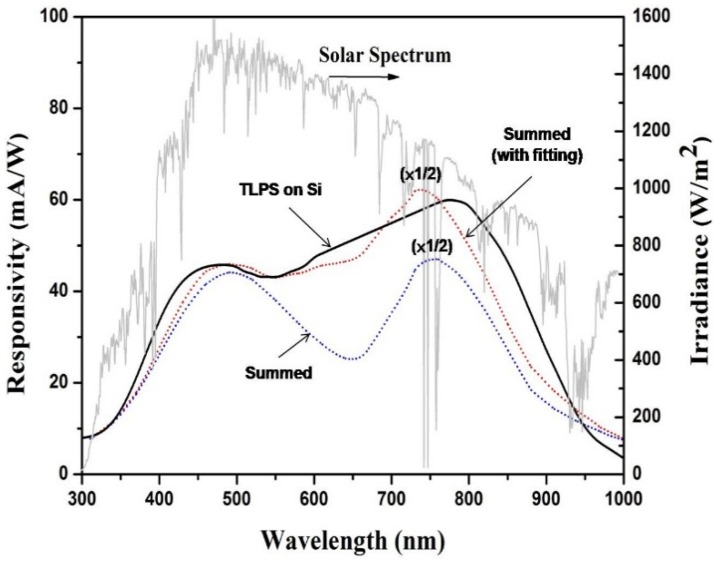 100
80
60
40
20
0
Responsivity (mA/W)
1600
1400
1200
1000
800
600
400
200
0
Irradiance (W/m²)
Solar Spectrum
Summed
(with fitting)
(x1/2)
TLPS on Si
(x1/2)
Summed
300 400 500 600 700 800 900 1000
Wavelength (nm)